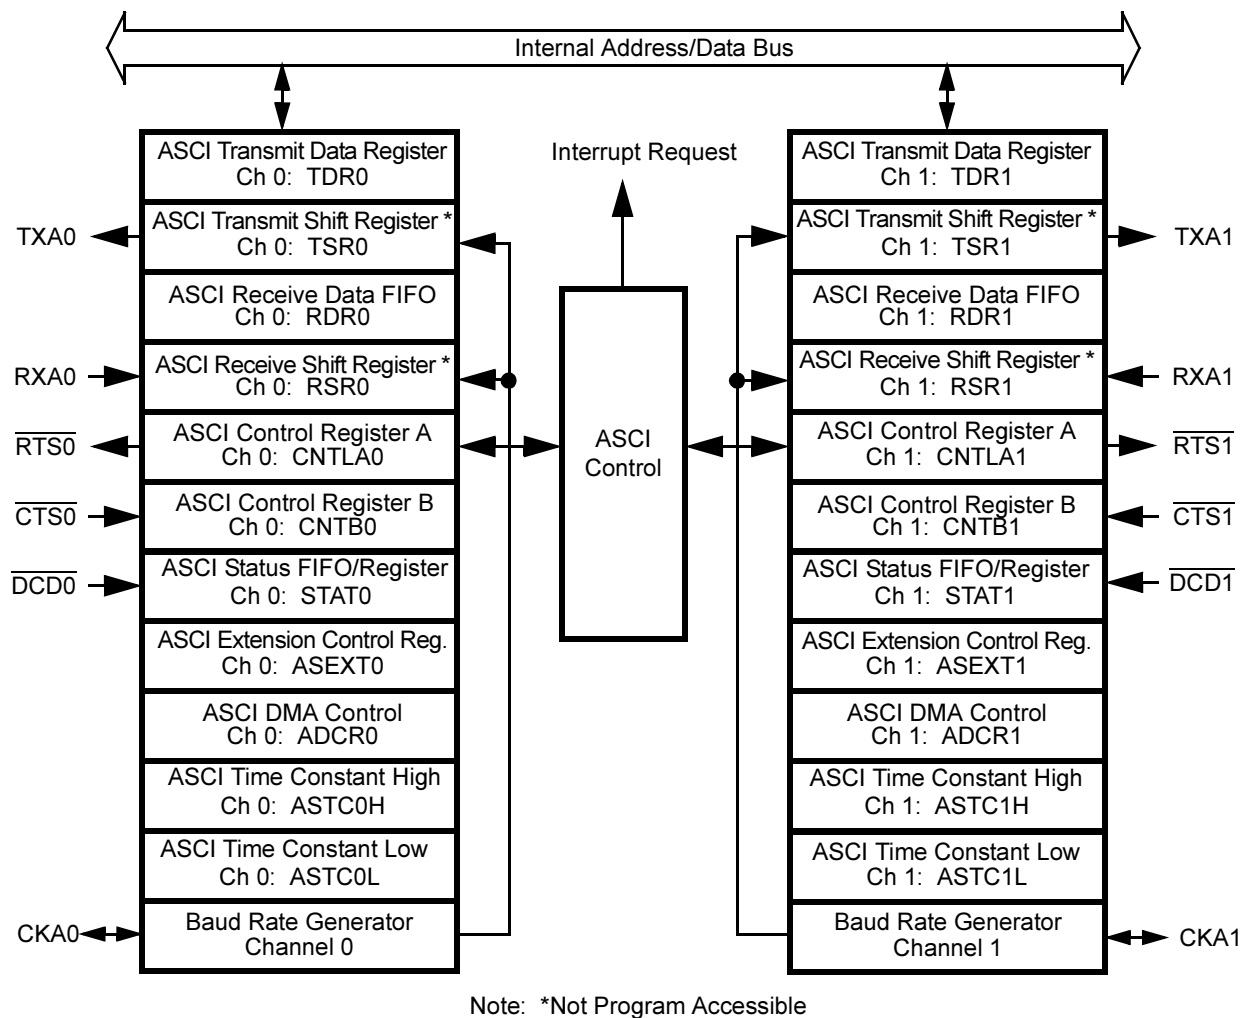 Internal Address/Data Bus
ASCI Transmit Data Register
Ch 0: TDR0
ASCI Transmit Shift Register *
Ch 0: TSR0
ASCI Receive Data FIFO
Ch 0: RDR0
ASCI Receive Shift Register *
Ch 0: RSR0
ASCI Control Register A
Ch 0: CNTLA0
ASCI Control Register B
Ch 0: CNTB0
ASCI Status FIFO/Register
Ch 0: STAT0
ASCI Extension Control Reg.
Ch 0: ASEXT0
ASCI DMA Control
Ch 0: ADCR0
ASCI Time Constant High
Ch 0: ASTC0H
ASCI Time Constant Low
Ch 0: ASTC0L
Baud Rate Generator
Channel 0
TXA0
RXA0
RTS0
CTS0
DCD0
CKA0
Interrupt Request
ASCI
Control
ASCI Transmit Data Register
Ch 1: TDR1
ASCI Transmit Shift Register *
Ch 1: TSR1
ASCI Receive Data FIFO
Ch 1: RDR1
ASCI Receive Shift Register *
Ch 1: RSR1
ASCI Control Register A
Ch 1: CNTLA1
ASCI Control Register B
Ch 1: CNTB1
ASCI Status FIFO/Register
Ch 1: STAT1
ASCI Extension Control Reg.
Ch 1: ASEXT1
ASCI DMA Control
Ch 1: ADCR1
ASCI Time Constant High
Ch 1: ASTC1H
ASCI Time Constant Low
Ch 1: ASTC1L
Baud Rate Generator
Channel 1
TXA1
RXA1
RTS1
CTS1
DCD1
CKA1
Note: *Not Program Accessible